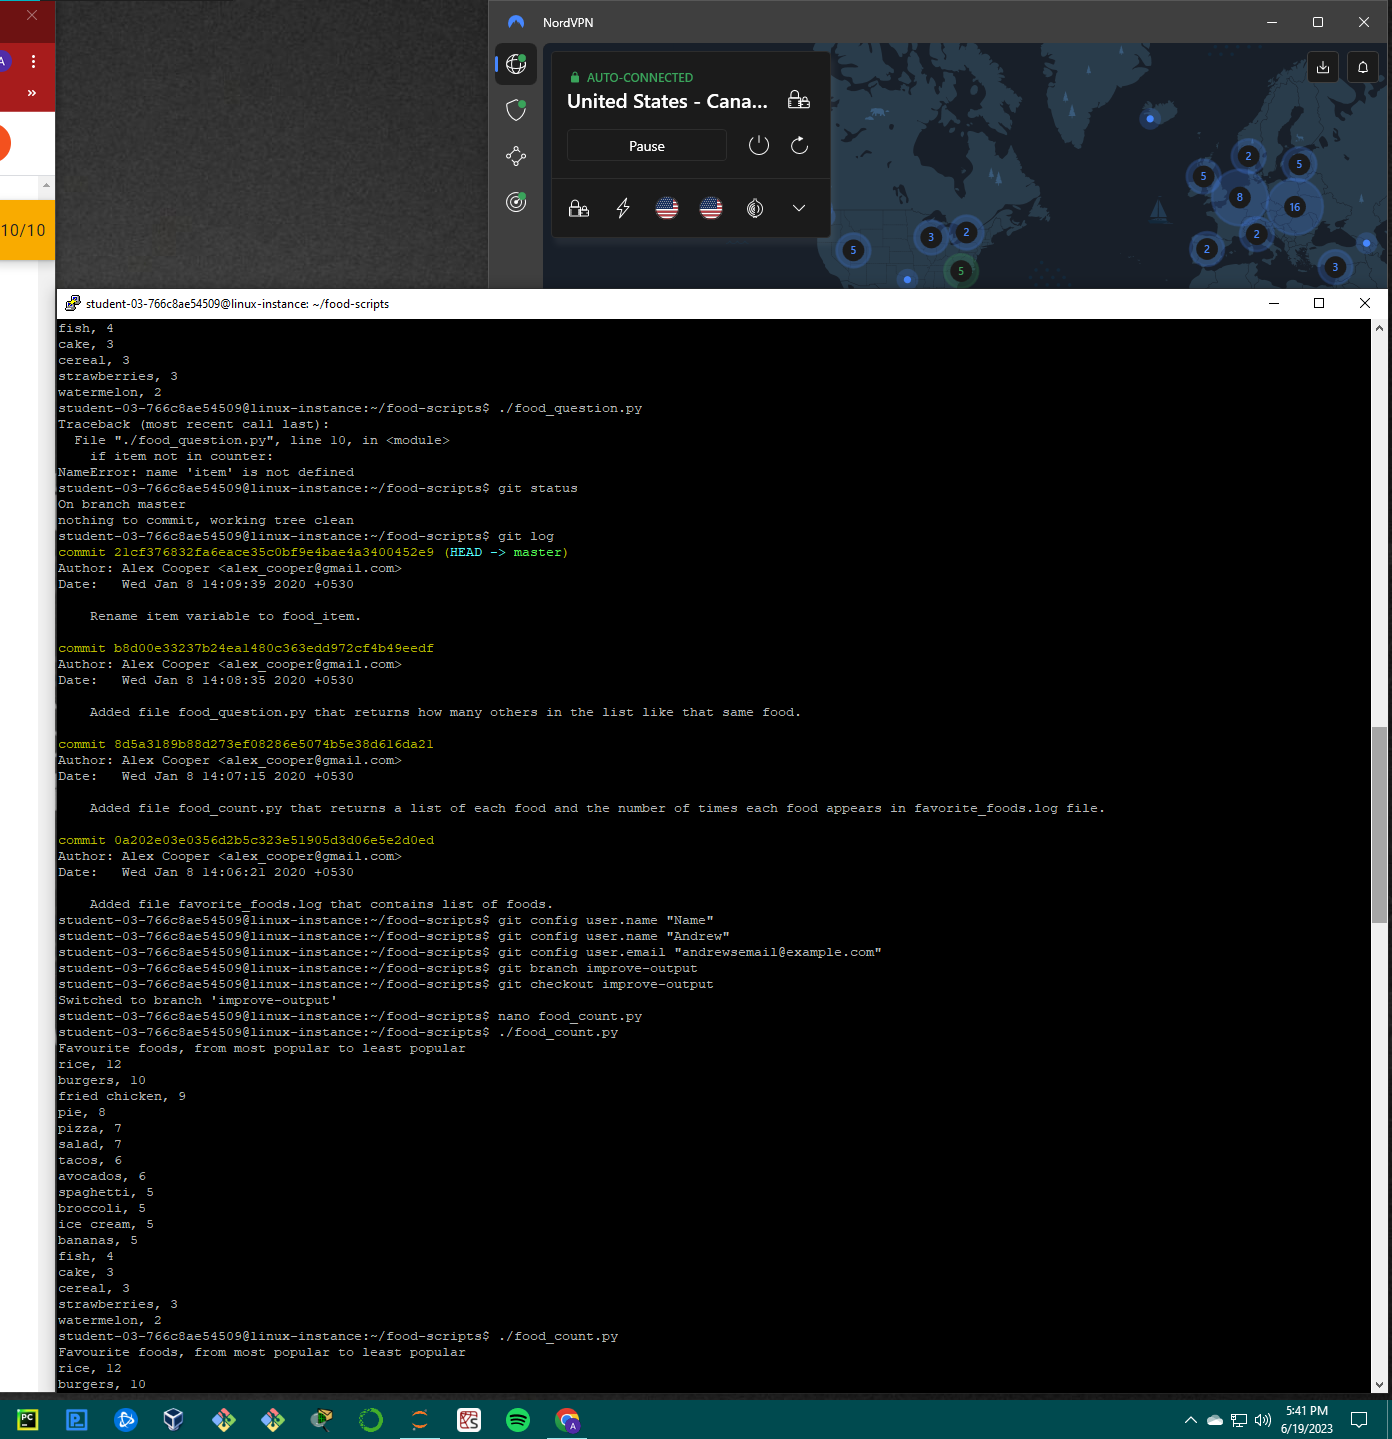 NordVPN
A
»
10/10
AUTO-CONNECTED
United States - Cana...
Pause
2
5
5
8
16
2
2
3
3
2
5
5
student-03-766c8ae54509@linux-instance: ~/food-scripts
fish, 4
cake, 3
cereal, 3
strawberries, 3
watermelon, 2
student-03-766c8ae54509@linux-instance:~/food-scripts$ ./food_question.py
Traceback (most recent call last):
  File "./food_question.py", line 10, in <module>
    if item not in counter:
NameError: name 'item' is not defined
student-03-766c8ae54509@linux-instance:~/food-scripts$ git status
On branch master
nothing to commit, working tree clean
student-03-766c8ae54509@linux-instance:~/food-scripts$ git log
commit 21cf376832fa6eace35c0bf9e4bae4a3400452e9 (HEAD -> master)
Author: Alex Cooper <alex_cooper@gmail.com>
Date:   Wed Jan 8 14:09:39 2020 +0530
    Rename item variable to food_item.
commit b8d00e33237b24ea1480c363edd972cf4b49eedf
Author: Alex Cooper <alex_cooper@gmail.com>
Date:   Wed Jan 8 14:08:35 2020 +0530
    Added file food_question.py that returns how many others in the list like that same food.
commit 8d5a3189b88d273ef08286e5074b5e38d616da21
Author: Alex Cooper <alex_cooper@gmail.com>
Date:   Wed Jan 8 14:07:15 2020 +0530
    Added file food_count.py that returns a list of each food and the number of times each food appears in favorite_foods.log file.
commit 0a202e03e0356d2b5c323e51905d3d06e5e2d0ed
Author: Alex Cooper <alex_cooper@gmail.com>
Date:   Wed Jan 8 14:06:21 2020 +0530
    Added file favorite_foods.log that contains list of foods.
student-03-766c8ae54509@linux-instance:~/food-scripts$ git config user.name "Name"
student-03-766c8ae54509@linux-instance:~/food-scripts$ git config user.name "Andrew"
student-03-766c8ae54509@linux-instance:~/food-scripts$ git config user.email "andrewsemail@example.com"
student-03-766c8ae54509@linux-instance:~/food-scripts$ git branch improve-output
student-03-766c8ae54509@linux-instance:~/food-scripts$ git checkout improve-output
Switched to branch 'improve-output'
student-03-766c8ae54509@linux-instance:~/food-scripts$ nano food_count.py
student-03-766c8ae54509@linux-instance:~/food-scripts$ ./food_count.py
Favourite foods, from most popular to least popular
rice, 12
burgers, 10
fried chicken, 9
pie, 8
pizza, 7
salad, 7
tacos, 6
avocados, 6
spaghetti, 5
broccoli, 5
ice cream, 5
bananas, 5
fish, 4
cake, 3
cereal, 3
strawberries, 3
watermelon, 2
student-03-766c8ae54509@linux-instance:~/food-scripts$ ./food_count.py
Favourite foods, from most popular to least popular
rice, 12
burgers, 10
PC
P
A
5:41 PM
6/19/2023